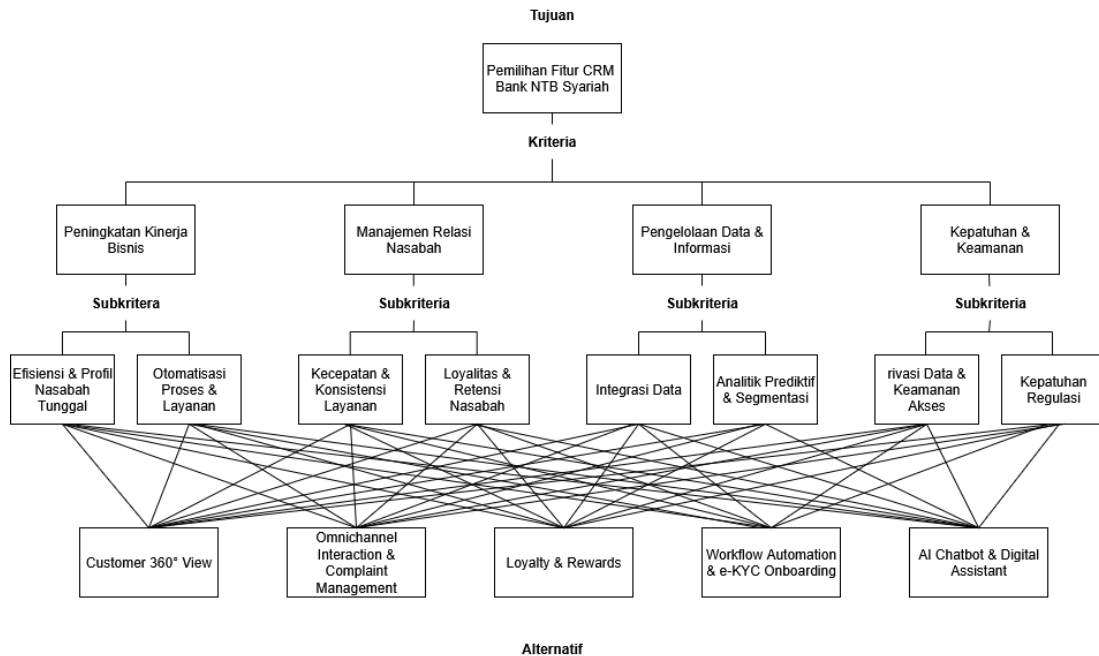 Tujuan
Pemilihan Fitur CRM
Bank NTB Syariah
Kriteria
Peningkatan Kinerja
Bisnis
Manajemen Relasi
Nasabah
Pengelolaan Data &
Informasi
Kepatuhan &
Keamanan
Subkritera
Subkriteria
Subkriteria
Subkriteria
Efisiensi & Profil
Nasabah
Tunggal
Otomatisasi
Proses &
Layanan
Kecepatan &
Konsistensi
Layanan
Loyalitas &
Retensi
Nasabah
Integrasi Data
Analitik Prediktif
& Segmentasi
rivasi Data &
Keamanan
Akses
Kepatuhan
Regulasi
Customer 360° View
Omnichannel
Interaction &
Complaint
Management
Loyalty & Rewards
Workflow Automation
& e-KYC Onboarding
AI Chatbot & Digital
Assistant
Alternatif